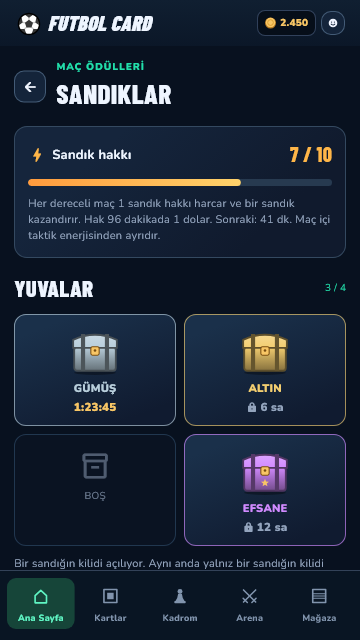 FUTBOL CARD
2.450
MAÇ ÖDÜLLERİ
SANDIKLAR
Sandık hakkı
7 / 10
Her dereceli maç 1 sandık hakkı harcar ve bir sandık
kazandırır. Hak 96 dakikada 1 dolar. Sonraki: 41 dk. Maç içi
taktik enerjisinden ayrıdır.
YUVALAR
3 / 4
GÜMÜŞ
1:23:45
ALTIN
6 sa
BOŞ
EFSANE
12 sa
Bir sandığın kilidi açılıyor. Aynı anda yalnız bir sandığın kilidi
Ana Sayfa
Kartlar
Kadrom
Arena
Mağaza